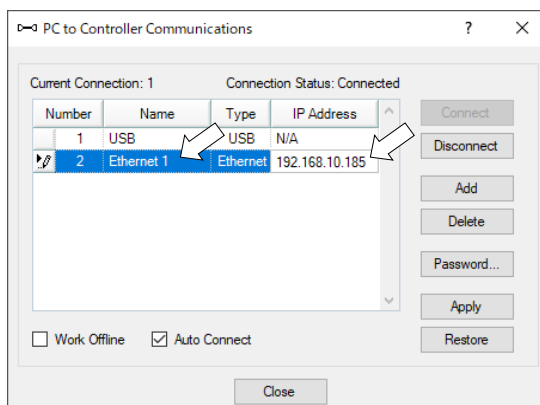 PC to Controller Communications ?
Current Connection: 1 Connection Status: Connected
Number Name Type IP Address
1 USB USB N/A
2 Ethernet 1 Ethernet 192.168.10.185
Connect
Disconnect
Add
Delete
Password...
Apply
Restore
Work Offline Auto Connect
Close